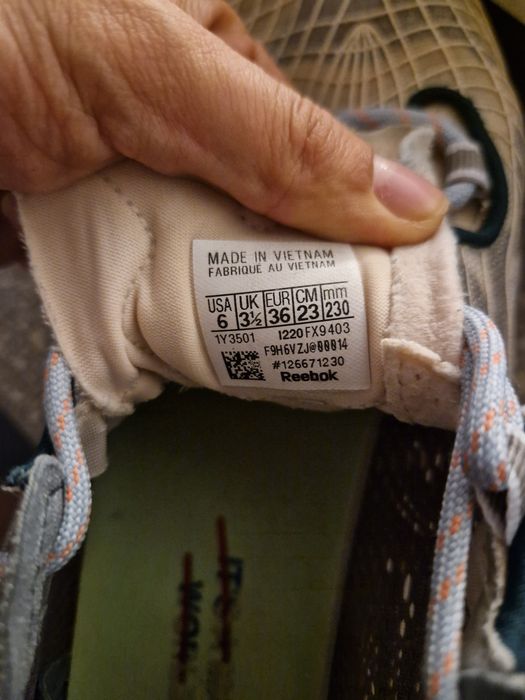 MADE IN VIETNAM
FABRIQUE AU VIETNAM
USA UK EUR CM mm
6 3½ 36 23 230
1Y3501 I220 FX9403
F9H6VZJ@00014
#126671230
Reebok